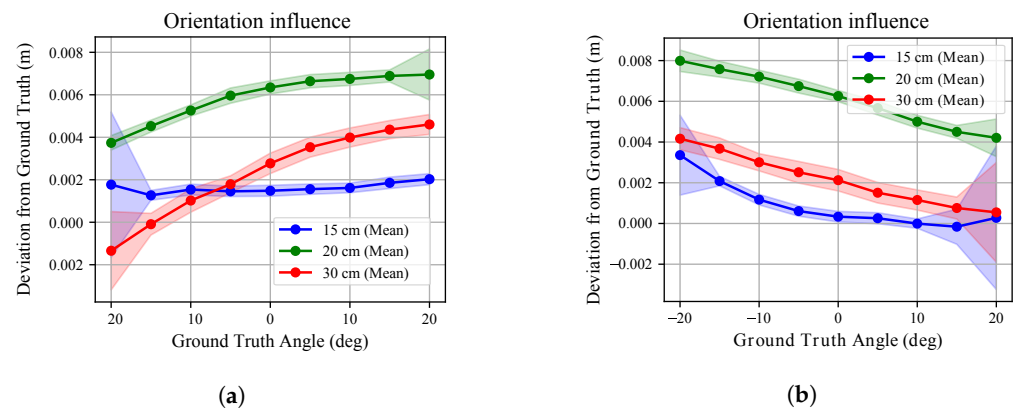 Orientation influence
Deviation from Ground Truth (m)
0.008
0.006
0.004
0.002
0.000
0.002
15 cm (Mean)
20 cm (Mean)
30 cm (Mean)
20 10 0 10 20
Ground Truth Angle (deg)
(a)
Orientation influence
Deviation from Ground Truth (m)
0.008
0.006
0.004
0.002
0.000
−0.002
15 cm (Mean)
20 cm (Mean)
30 cm (Mean)
−20 −10 0 10 20
Ground Truth Angle (deg)
(b)